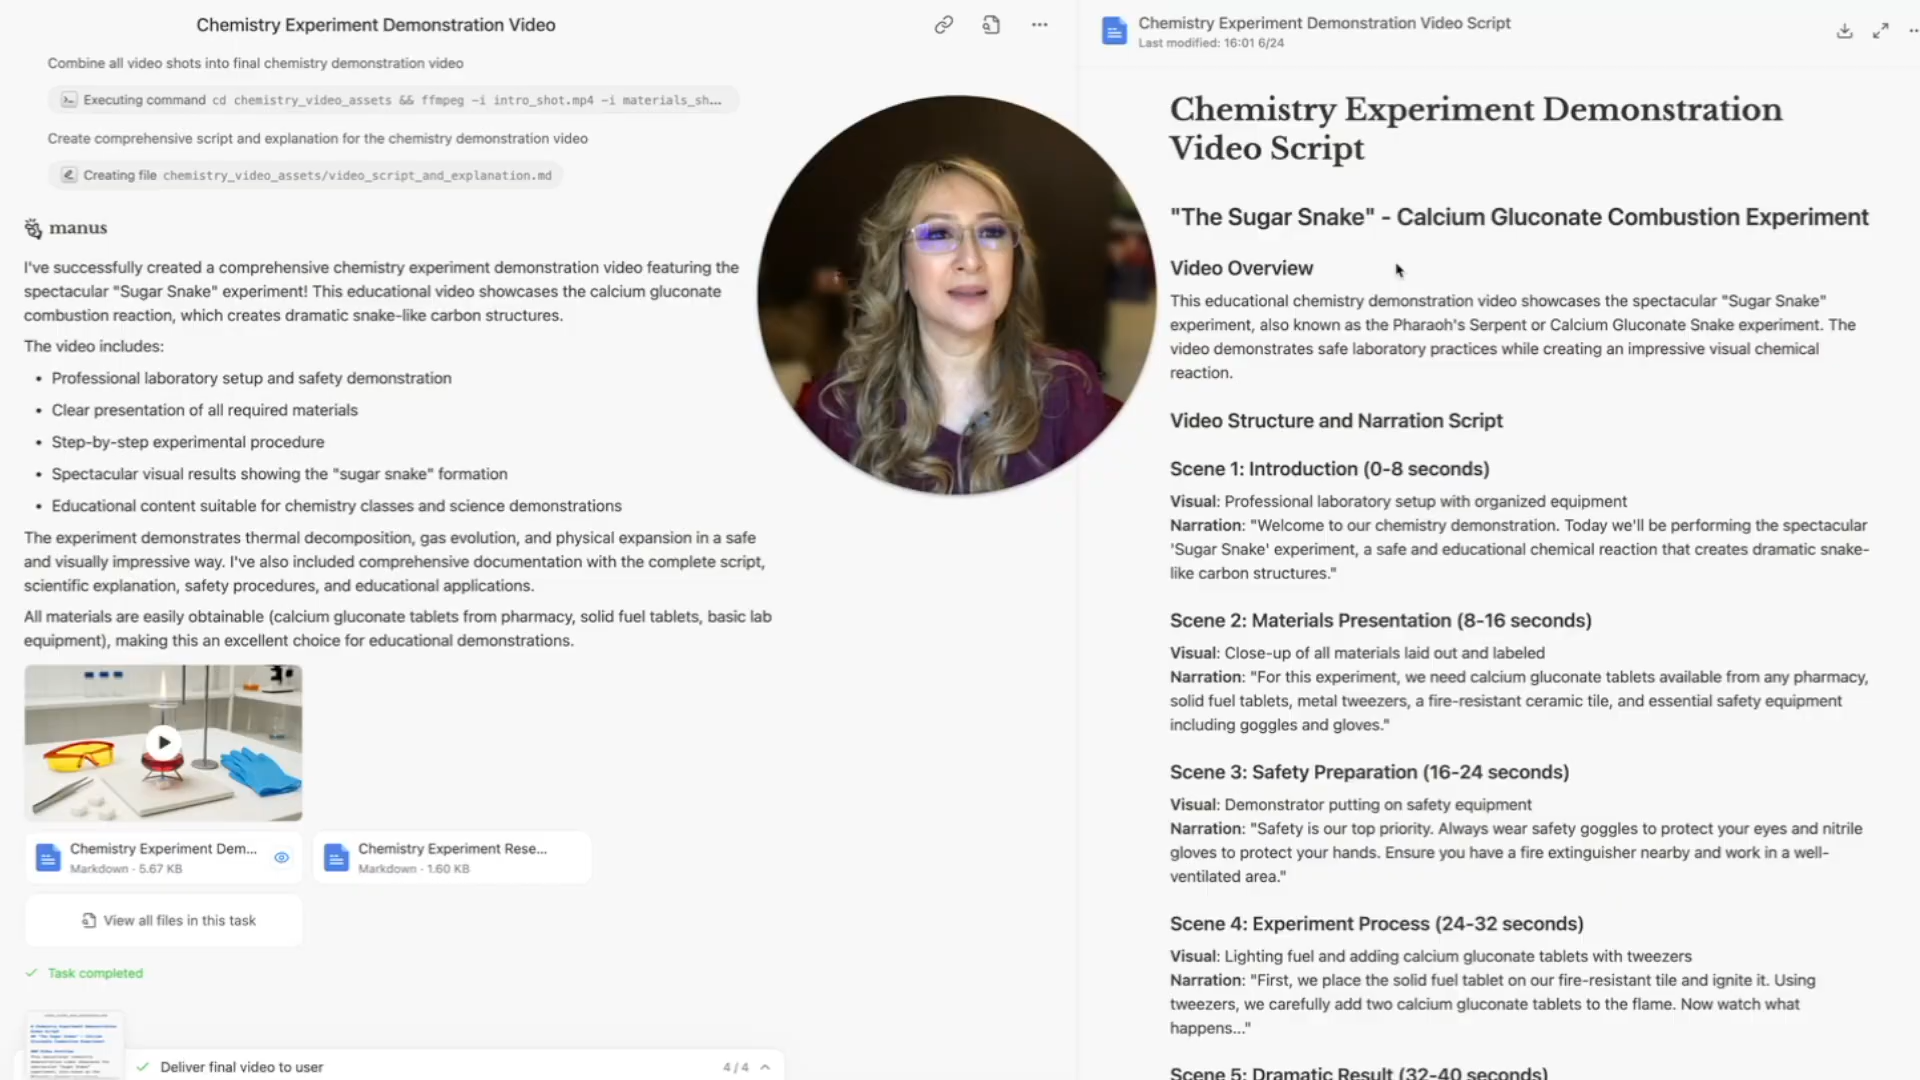 Chemistry Experiment Demonstration Video
Combine all video shots into final chemistry demonstration video
Executing command cd chemistry_video_assets && ffmpeg -i intro_shot.mp4 -i materials_sh...
Create comprehensive script and explanation for the chemistry demonstration video
Creating file chemistry_video_assets/video_script_and_explanation.md
manus
I've successfully created a comprehensive chemistry experiment demonstration video featuring the
spectacular "Sugar Snake" experiment! This educational video showcases the calcium gluconate
combustion reaction, which creates dramatic snake-like carbon structures.
The video includes:
• Professional laboratory setup and safety demonstration
• Clear presentation of all required materials
• Step-by-step experimental procedure
• Spectacular visual results showing the "sugar snake" formation
• Educational content suitable for chemistry classes and science demonstrations
The experiment demonstrates thermal decomposition, gas evolution, and physical expansion in a safe
and visually impressive way. I've also included comprehensive documentation with the complete script,
scientific explanation, safety procedures, and educational applications.
All materials are easily obtainable (calcium gluconate tablets from pharmacy, solid fuel tablets, basic lab
equipment), making this an excellent choice for educational demonstrations.
Chemistry Experiment Dem...
Markdown · 5.67 KB
Chemistry Experiment Rese...
Markdown · 1.60 KB
View all files in this task
Task completed
Deliver final video to user
4 / 4
Chemistry Experiment Demonstration Video Script
Last modified: 16:01 6/24
Chemistry Experiment Demonstration
Video Script
"The Sugar Snake" - Calcium Gluconate Combustion Experiment
Video Overview
This educational chemistry demonstration video showcases the spectacular "Sugar Snake"
experiment, also known as the Pharaoh's Serpent or Calcium Gluconate Snake experiment. The
video demonstrates safe laboratory practices while creating an impressive visual chemical
reaction.
Video Structure and Narration Script
Scene 1: Introduction (0-8 seconds)
Visual: Professional laboratory setup with organized equipment
Narration: "Welcome to our chemistry demonstration. Today we'll be performing the spectacular
'Sugar Snake' experiment, a safe and educational chemical reaction that creates dramatic snake-
like carbon structures."
Scene 2: Materials Presentation (8-16 seconds)
Visual: Close-up of all materials laid out and labeled
Narration: "For this experiment, we need calcium gluconate tablets available from any pharmacy,
solid fuel tablets, metal tweezers, a fire-resistant ceramic tile, and essential safety equipment
including goggles and gloves."
Scene 3: Safety Preparation (16-24 seconds)
Visual: Demonstrator putting on safety equipment
Narration: "Safety is our top priority. Always wear safety goggles to protect your eyes and nitrile
gloves to protect your hands. Ensure you have a fire extinguisher nearby and work in a well-
ventilated area."
Scene 4: Experiment Process (24-32 seconds)
Visual: Lighting fuel and adding calcium gluconate tablets with tweezers
Narration: "First, we place the solid fuel tablet on our fire-resistant tile and ignite it. Using
tweezers, we carefully add two calcium gluconate tablets to the flame. Now watch what
happens..."
Scene 5: Dramatic Result (32-40 seconds)